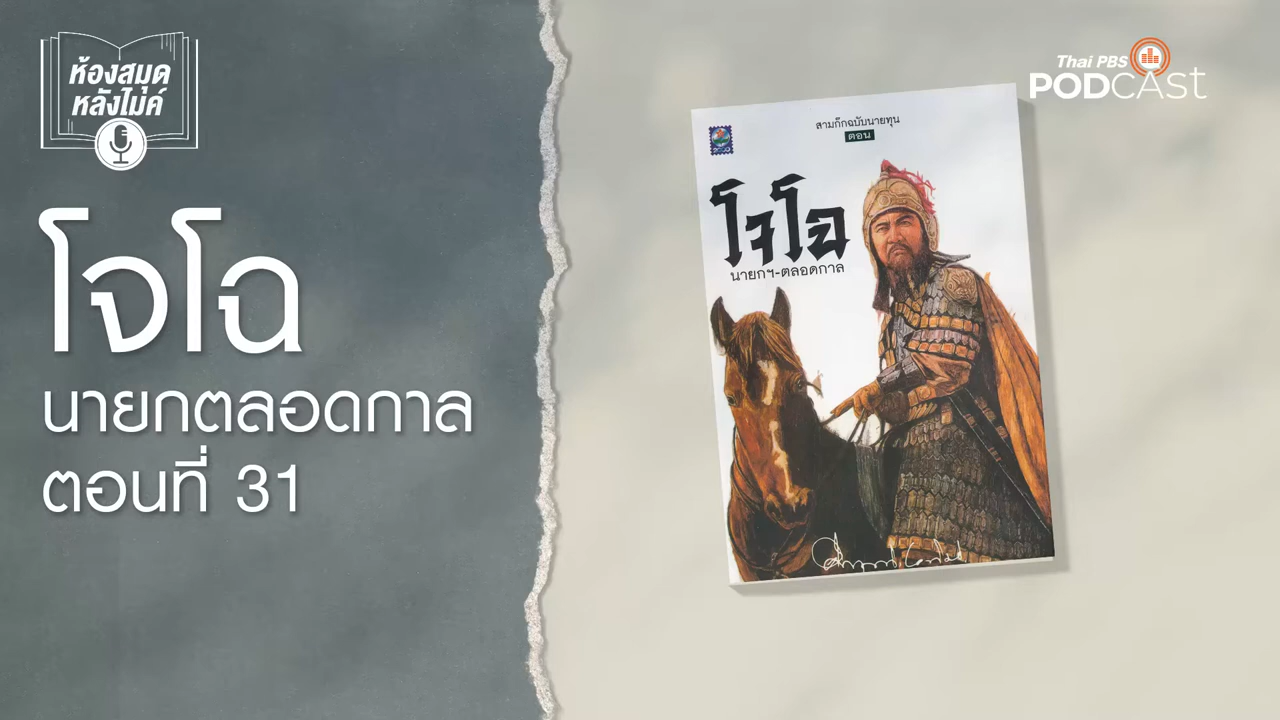 ห้องสมุด
หลังไมค์
โจโฉ
นายกตลอดกาล
ตอนที่ 31
Thai PBS
PODCAST
สามก๊กฉบับนายทุน
ตอน
โจโฉ
นายกฯ-ตลอดกาล